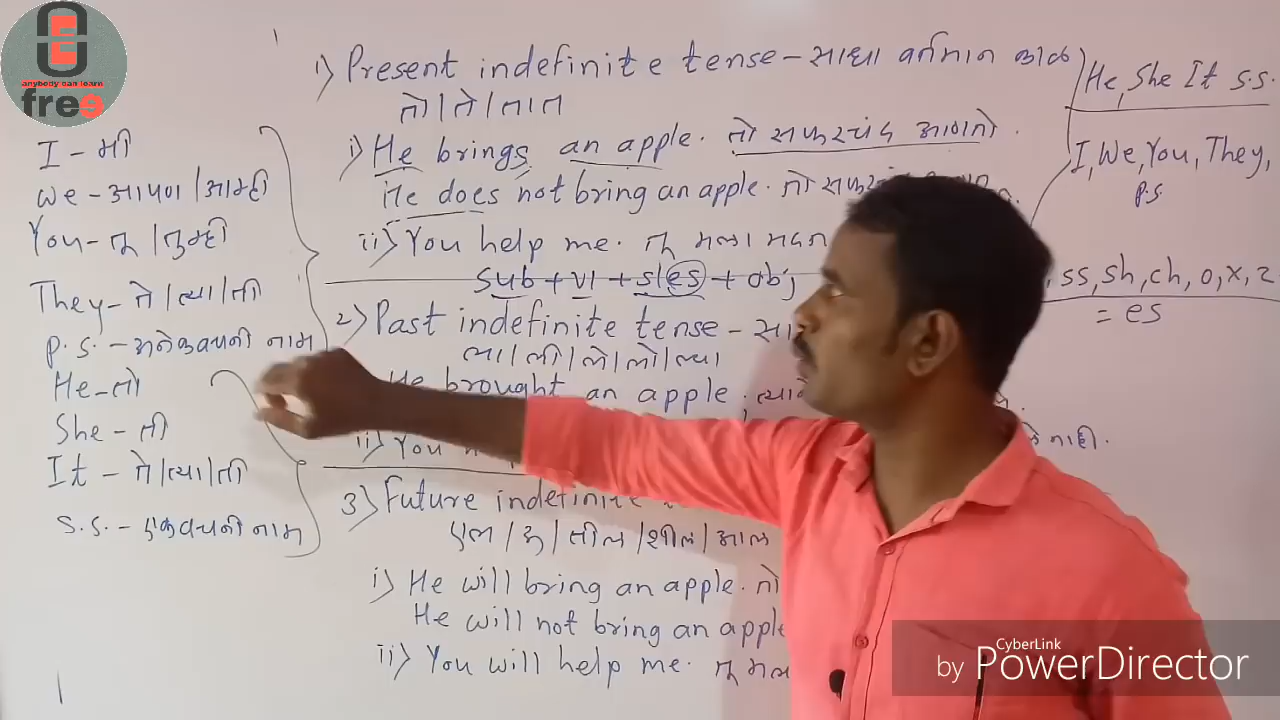 anybody can learn
free
I - मी
We - आपण / आम्ही
You - तू / तुम्ही
They - ते / त्या / ती
P. S. - अनेकवचनी नाम
He - तो
She - ती
It - ते / त्या / ती
S. S. - एकवचनी नाम
1) Present indefinite tense - साधा वर्तमान काळ
तो / ते / ता त
i) He brings an apple. तो सफरचंद आणतो.
He does not bring an apple. तो
ii) You help me. तू मला मदत
Sub + V1 + s/es + obj
2) Past indefinite tense - सा
ला / ली / ले / लो / ल्या
He brought an apple.
ii) You
नाही.
3) Future indefinite
एल / ई / तील / शील / आल
i) He will bring an apple. तो
He will not bring an apple
ii) You will help me. तू मला
He, She It S.S.
I, We, You, They,
P.S
ss, sh, ch, o, x, z
= es
CyberLink
by PowerDirector